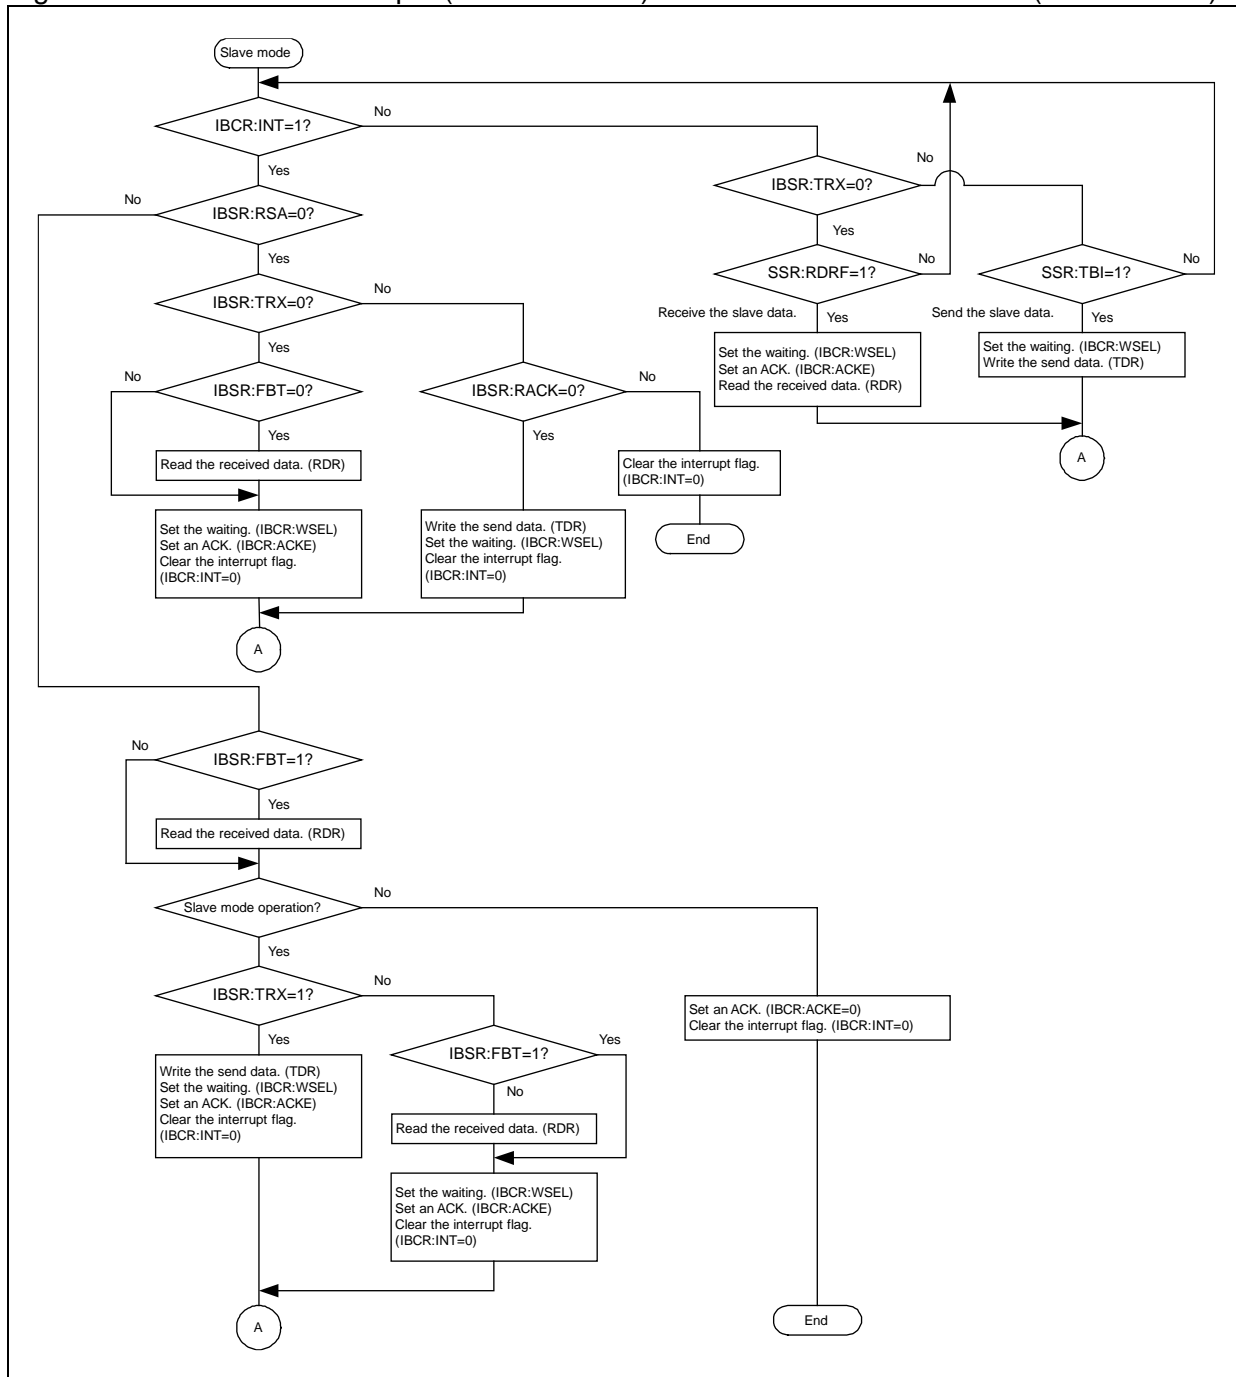 Slave mode
IBCR:INT=1?
No
Yes
IBSR:TRX=0?
No
Yes
No
IBSR:RSA=0?
Yes
SSR:RDRF=1?
No
SSR:TBI=1?
No
IBSR:TRX=0?
No
Receive the slave data.
Yes
Send the slave data.
Yes
Yes
Set the waiting. (IBCR:WSEL)
Set an ACK. (IBCR:ACKE)
Read the received data. (RDR)
Set the waiting. (IBCR:WSEL)
Write the send data. (TDR)
No
IBSR:FBT=0?
Yes
IBSR:RACK=0?
No
Yes
A
Read the received data. (RDR)
Clear the interrupt flag.
(IBCR:INT=0)
Set the waiting. (IBCR:WSEL)
Set an ACK. (IBCR:ACKE)
Clear the interrupt flag.
(IBCR:INT=0)
Write the send data. (TDR)
Set the waiting. (IBCR:WSEL)
Clear the interrupt flag.
(IBCR:INT=0)
End
A
No
IBSR:FBT=1?
Yes
Read the received data. (RDR)
Slave mode operation?
No
Yes
IBSR:TRX=1?
No
Yes
Set an ACK. (IBCR:ACKE=0)
Clear the interrupt flag. (IBCR:INT=0)
IBSR:FBT=1?
Yes
No
Write the send data. (TDR)
Set the waiting. (IBCR:WSEL)
Set an ACK. (IBCR:ACKE)
Clear the interrupt flag.
(IBCR:INT=0)
Read the received data. (RDR)
Set the waiting. (IBCR:WSEL)
Set an ACK. (IBCR:ACKE)
Clear the interrupt flag.
(IBCR:INT=0)
A
End